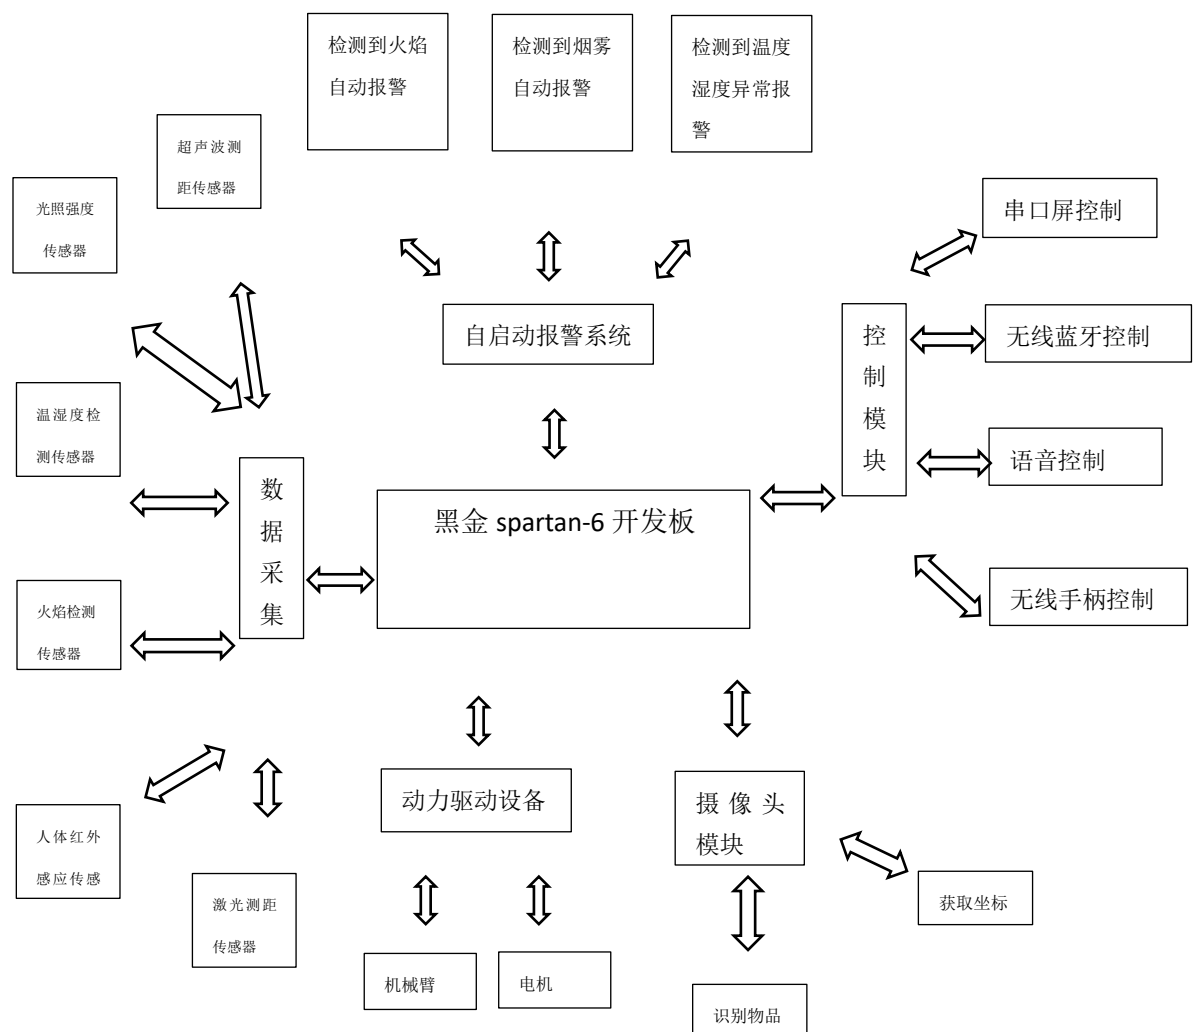 检测到火焰
自动报警
检测到烟雾
自动报警
检测到温度
湿度异常报
警
超声波测
距传感器
光照强度
传感器
串口屏控制
自启动报警系统
控
制
模
块
无线蓝牙控制
温湿度检
测传感器
语音控制
数
据
采
集
黑金 spartan-6 开发板
火焰检测
传感器
无线手柄控制
动力驱动设备
摄像头
模块
人体红外
感应传感
激光测距
传感器
获取坐标
机械臂
电机
识别物品